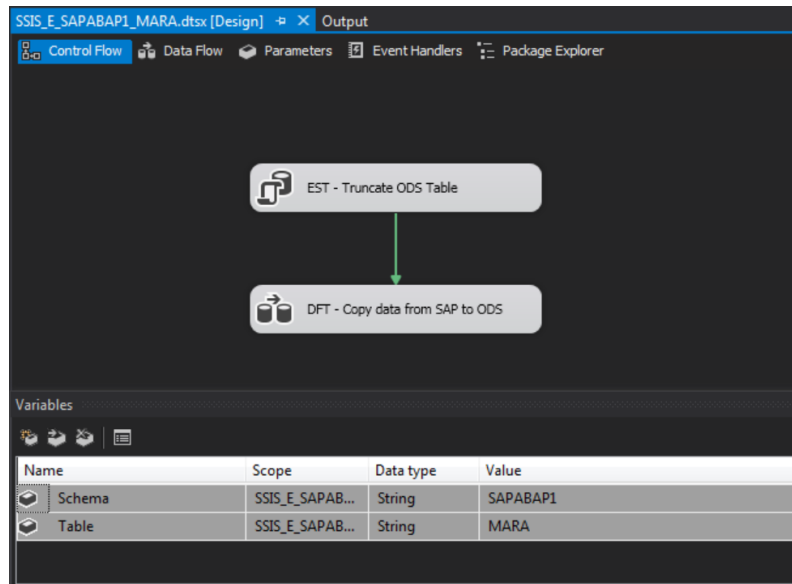 SSIS_E_SAPABAP1_MARA.dtsx [Design] Output
Control Flow Data Flow Parameters Event Handlers Package Explorer
EST - Truncate ODS Table
DFT - Copy data from SAP to ODS
Variables
Name Scope Data type Value
Schema SSIS_E_SAPAB... String SAPABAP1
Table SSIS_E_SAPAB... String MARA